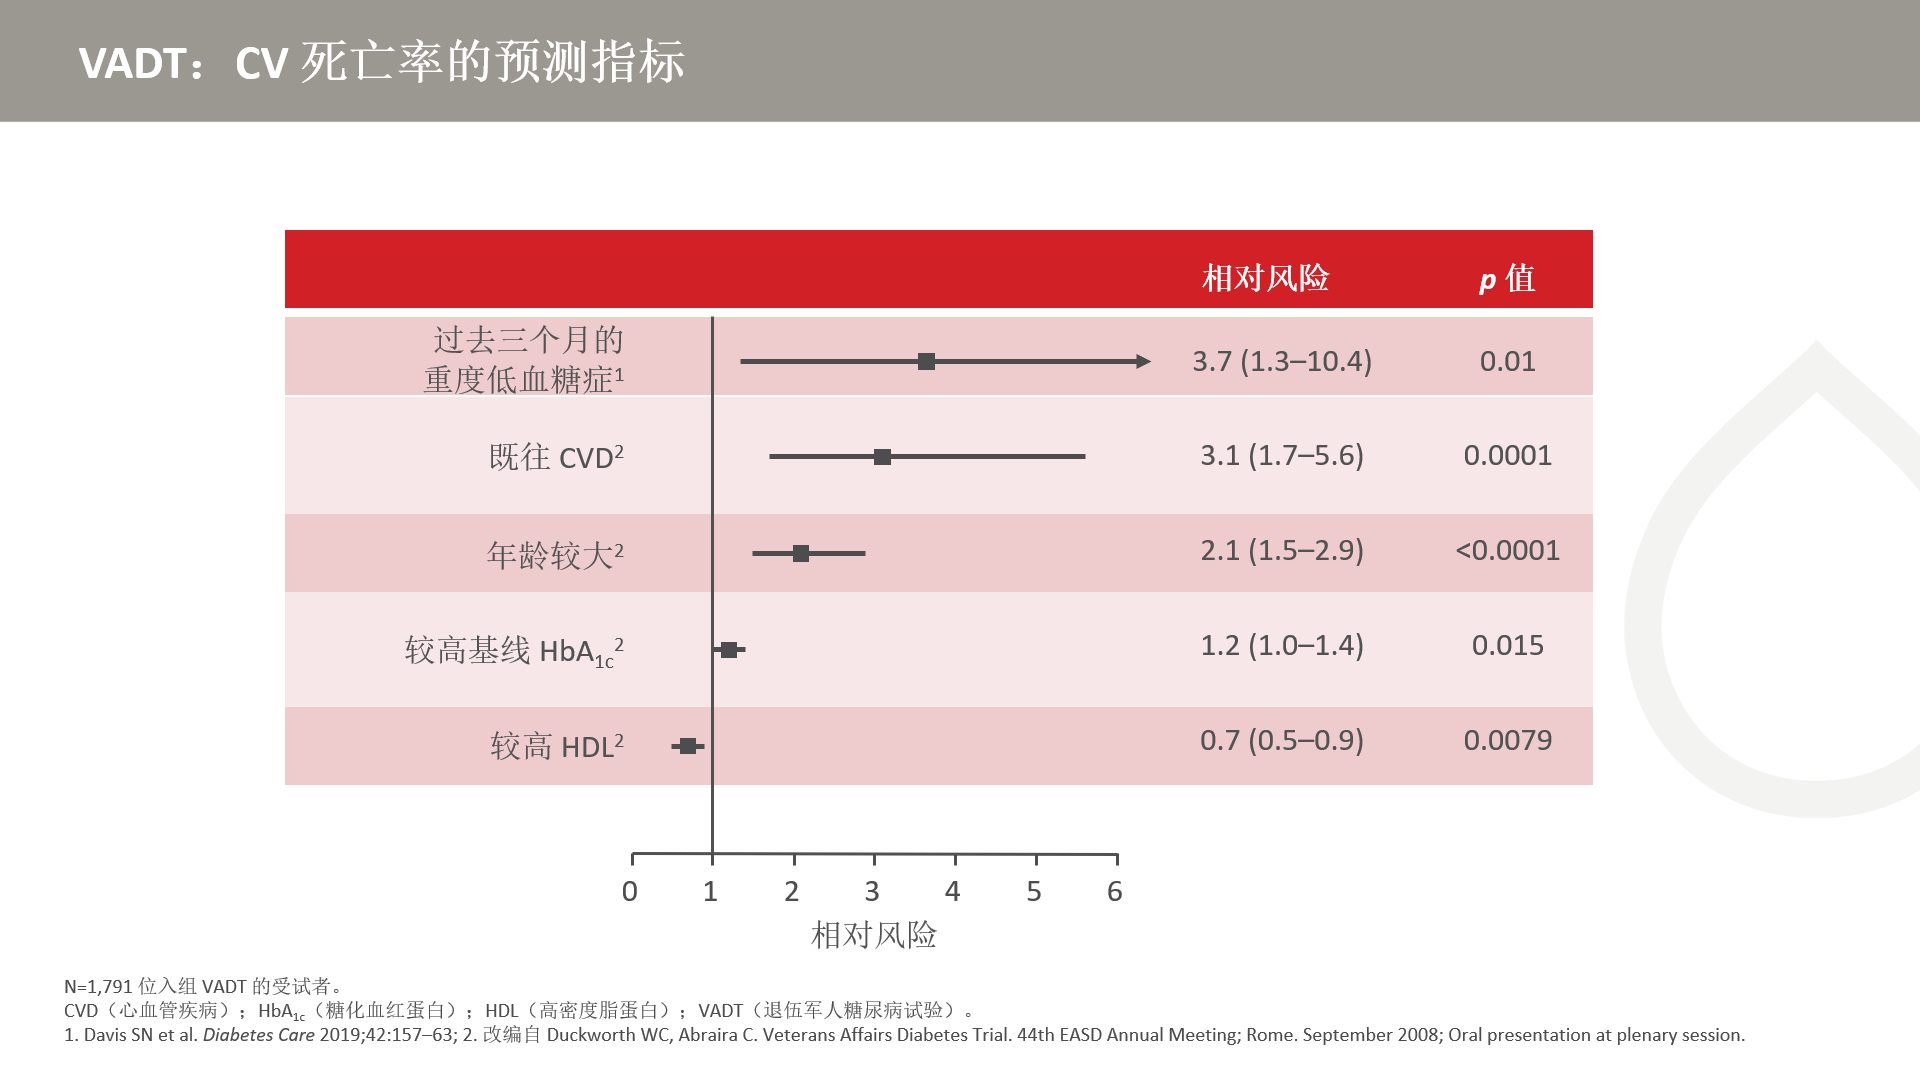 VADT：CV 死亡率的预测指标
相对风险 p 值
过去三个月的
重度低血糖症1 3.7 (1.3–10.4) 0.01
既往 CVD2 3.1 (1.7–5.6) 0.0001
年龄较大2 2.1 (1.5–2.9) <0.0001
较高基线 HbA1c2 1.2 (1.0–1.4) 0.015
较高 HDL2 0.7 (0.5–0.9) 0.0079
0 1 2 3 4 5 6
相对风险
N=1,791 位入组 VADT 的受试者。
CVD（心血管疾病）；HbA1c（糖化血红蛋白）；HDL（高密度脂蛋白）；VADT（退伍军人糖尿病试验）。
1. Davis SN et al. Diabetes Care 2019;42:157–63; 2. 改编自 Duckworth WC, Abraira C. Veterans Affairs Diabetes Trial. 44th EASD Annual Meeting; Rome. September 2008; Oral presentation at plenary session.